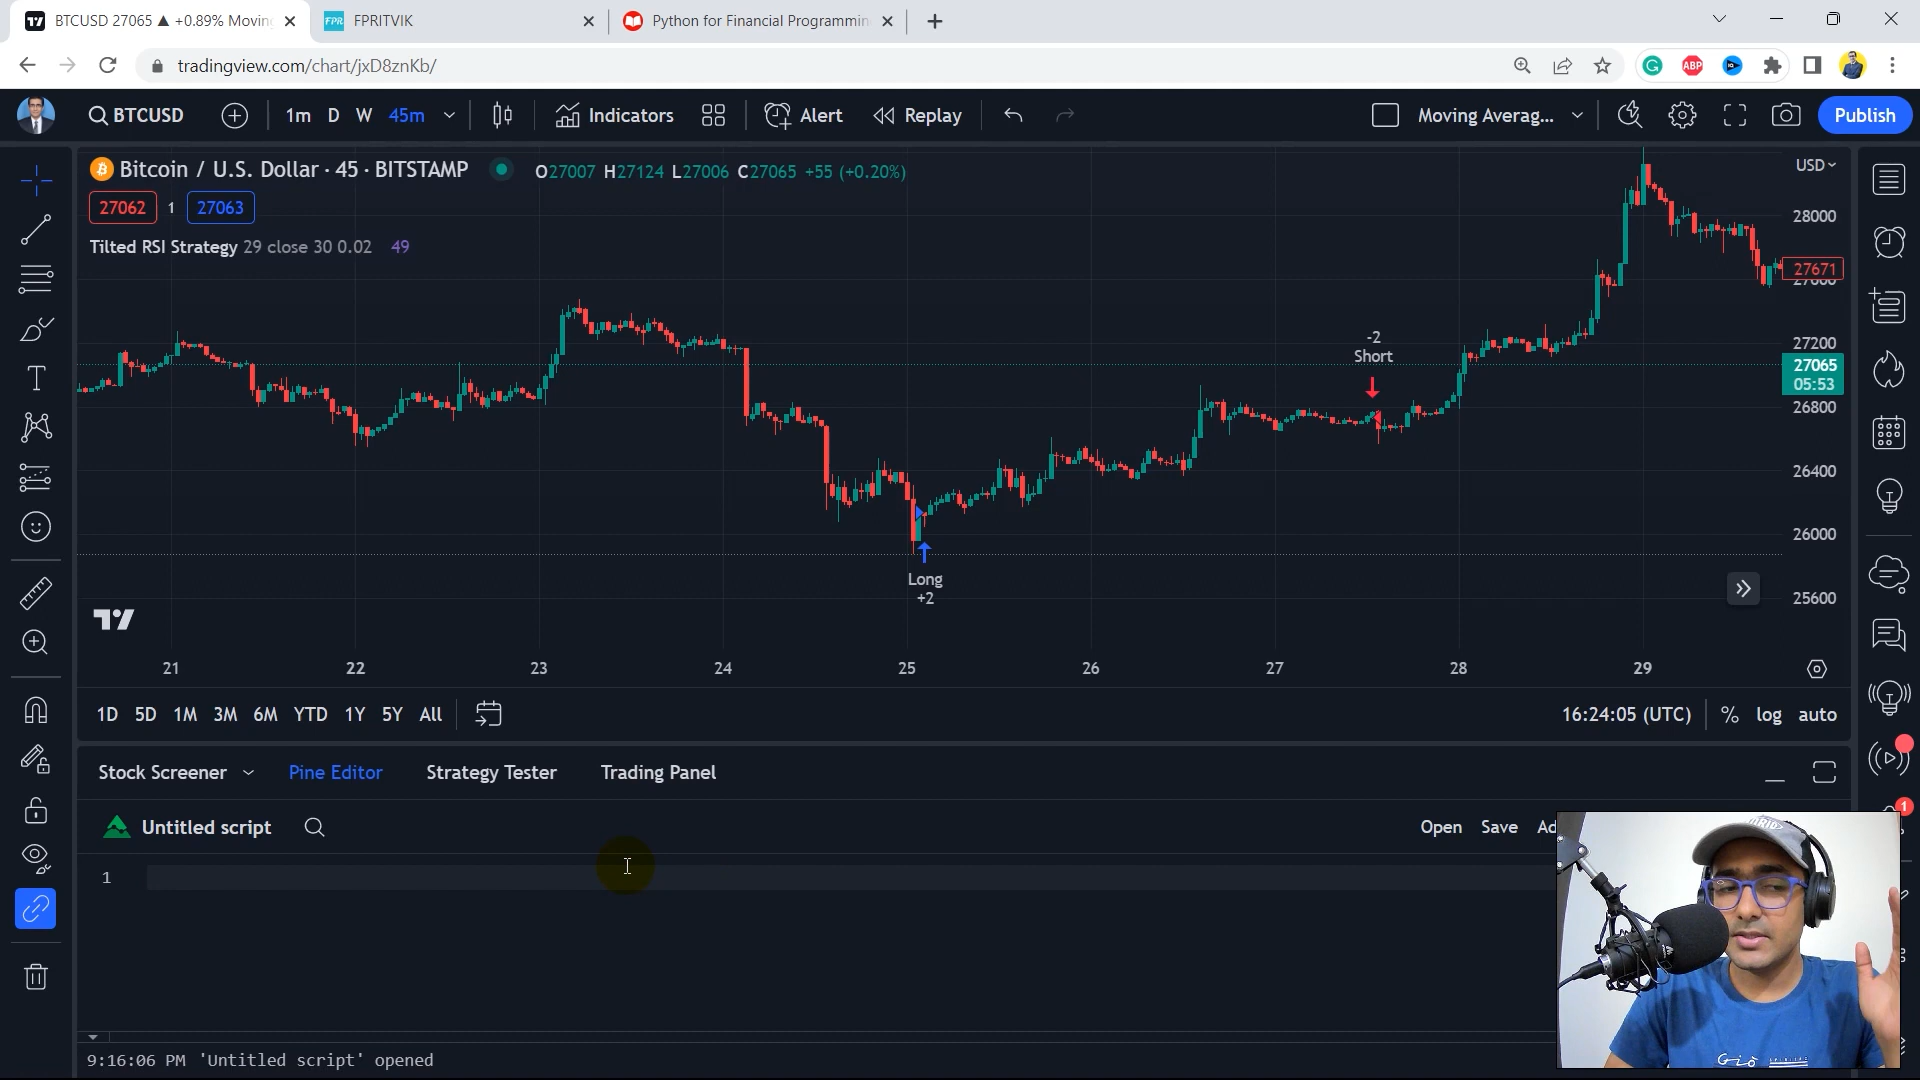 BTCUSD 27065 ▲ +0.89% Movin
FPR FPRITVIK
Python for Financial Programmin
tradingview.com/chart/jxD8znKb/
ABP
BTCUSD
1m D W 45m
Indicators
Alert
Replay
Moving Averag...
Publish
Bitcoin / U.S. Dollar · 45 · BITSTAMP
O27007 H27124 L27006 C27065 +55 (+0.20%)
USD
27062 1 27063
Tilted RSI Strategy 29 close 30 0.02 49
28000
27671
27200
27065
05:53
26800
26400
26000
25600
-2
Short
Long
+2
21 22 23 24 25 26 27 28 29
1D 5D 1M 3M 6M YTD 1Y 5Y All
16:24:05 (UTC) % log auto
Stock Screener Pine Editor Strategy Tester Trading Panel
Untitled script
Open Save Ad
1
1
9:16:06 PM 'Untitled script' opened